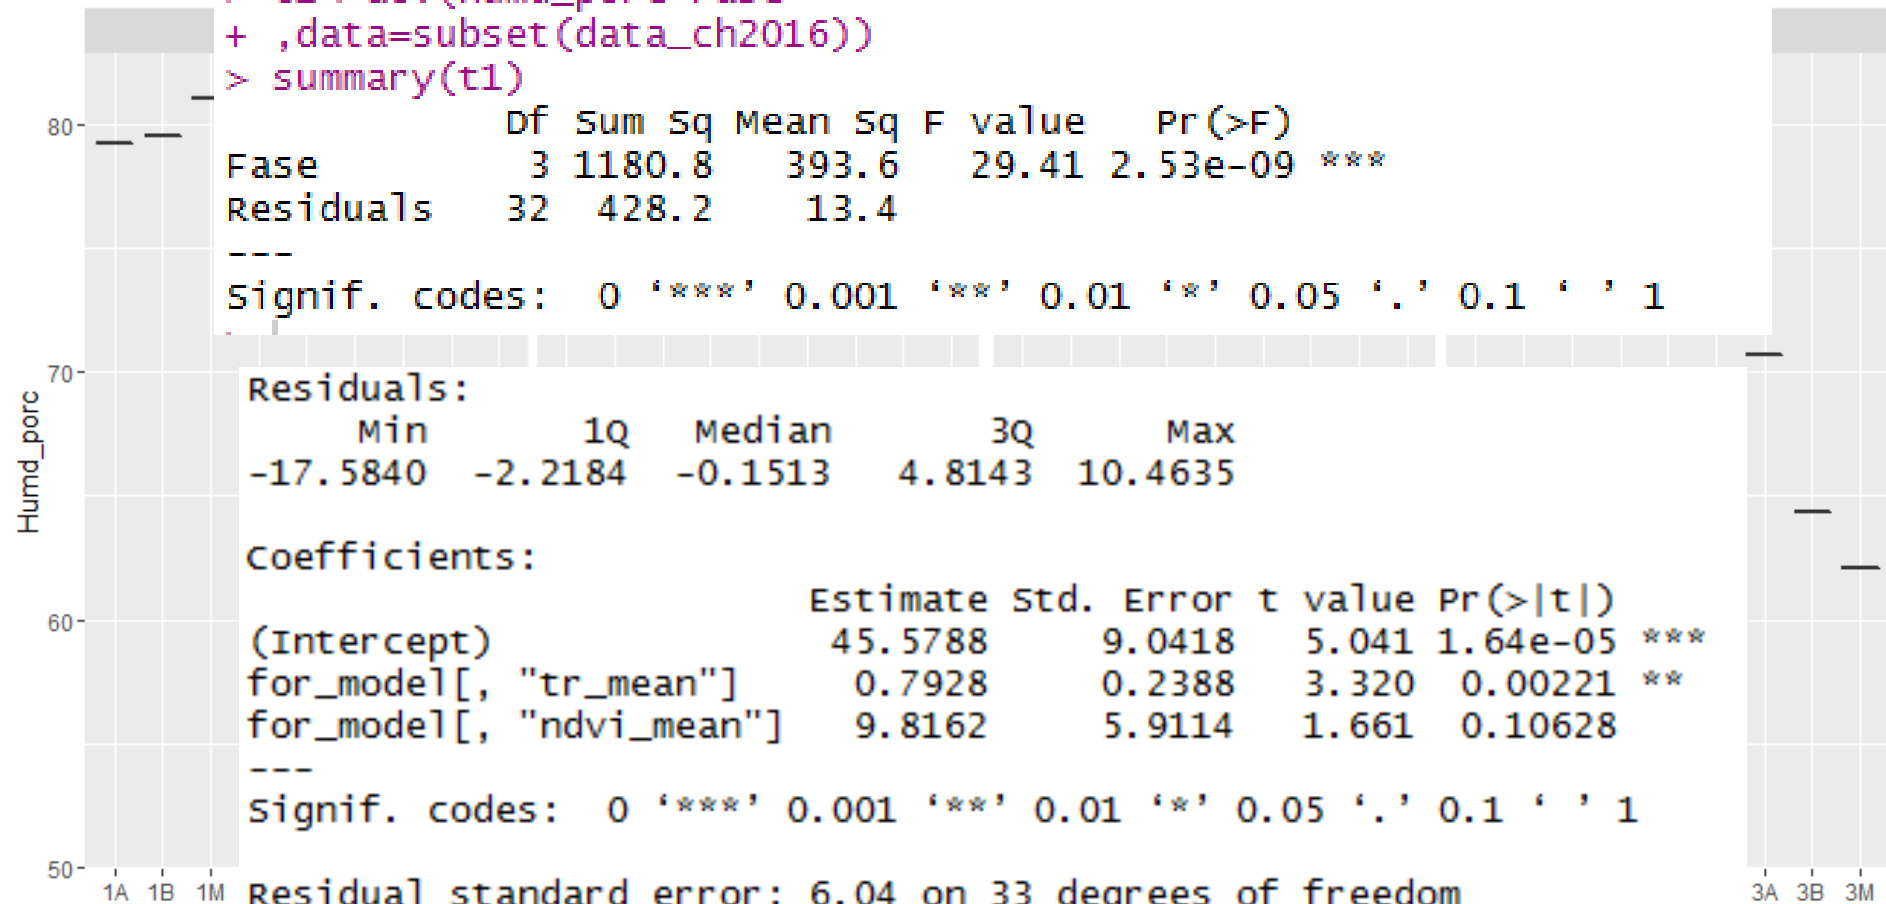 + ,data=subset(data_ch2016))
> summary(t1)
Df Sum Sq Mean Sq F value Pr(>F)
Fase 3 1180.8 393.6 29.41 2.53e-09 ***
Residuals 32 428.2 13.4
---
Signif. codes: 0 ‘***’ 0.001 ‘**’ 0.01 ‘*’ 0.05 ‘.’ 0.1 ‘ ’ 1
Residuals:
Min 1Q Median 3Q Max
-17.5840 -2.2184 -0.1513 4.8143 10.4635
Coefficients:
Estimate Std. Error t value Pr(>|t|)
(Intercept) 45.5788 9.0418 5.041 1.64e-05 ***
for_model[, "tr_mean"] 0.7928 0.2388 3.320 0.00221 **
for_model[, "ndvi_mean"] 9.8162 5.9114 1.661 0.10628
---
Signif. codes: 0 ‘***’ 0.001 ‘**’ 0.01 ‘*’ 0.05 ‘.’ 0.1 ‘ ’ 1
Residual standard error: 6.04 on 33 degrees of freedom
Humd_porc
80
70
60
50
1A 1B 1M
3A 3B 3M